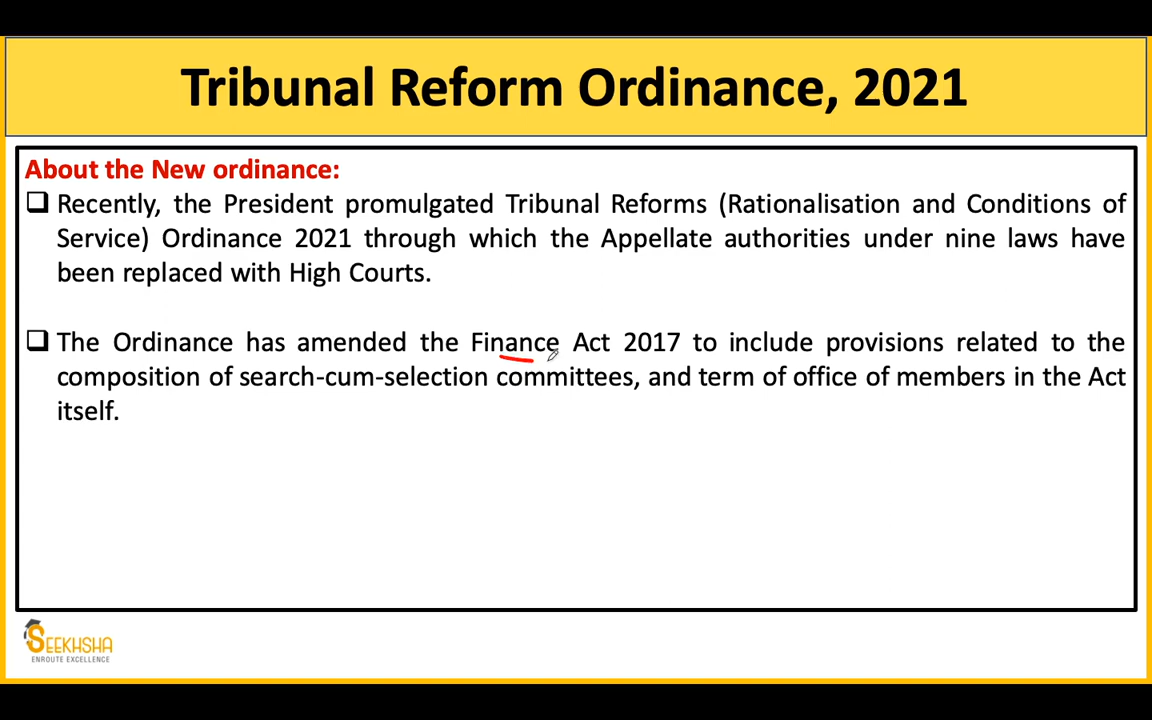 Tribunal Reform Ordinance, 2021
About the New ordinance:
Recently, the President promulgated Tribunal Reforms (Rationalisation and Conditions of
Service) Ordinance 2021 through which the Appellate authorities under nine laws have
been replaced with High Courts.
The Ordinance has amended the Finance Act 2017 to include provisions related to the
composition of search-cum-selection committees, and term of office of members in the Act
itself.
SEEKHSHA
ENROUTE EXCELLENCE